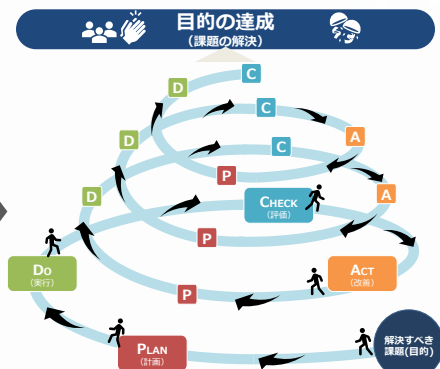 目的の達成
（課題の解決）
C
D
C
A
D
C
P
A
D
CHECK
（評価）
P
DO
（実行）
ACT
（改善）
P
PLAN
（計画）
解決すべき
課題(目的)